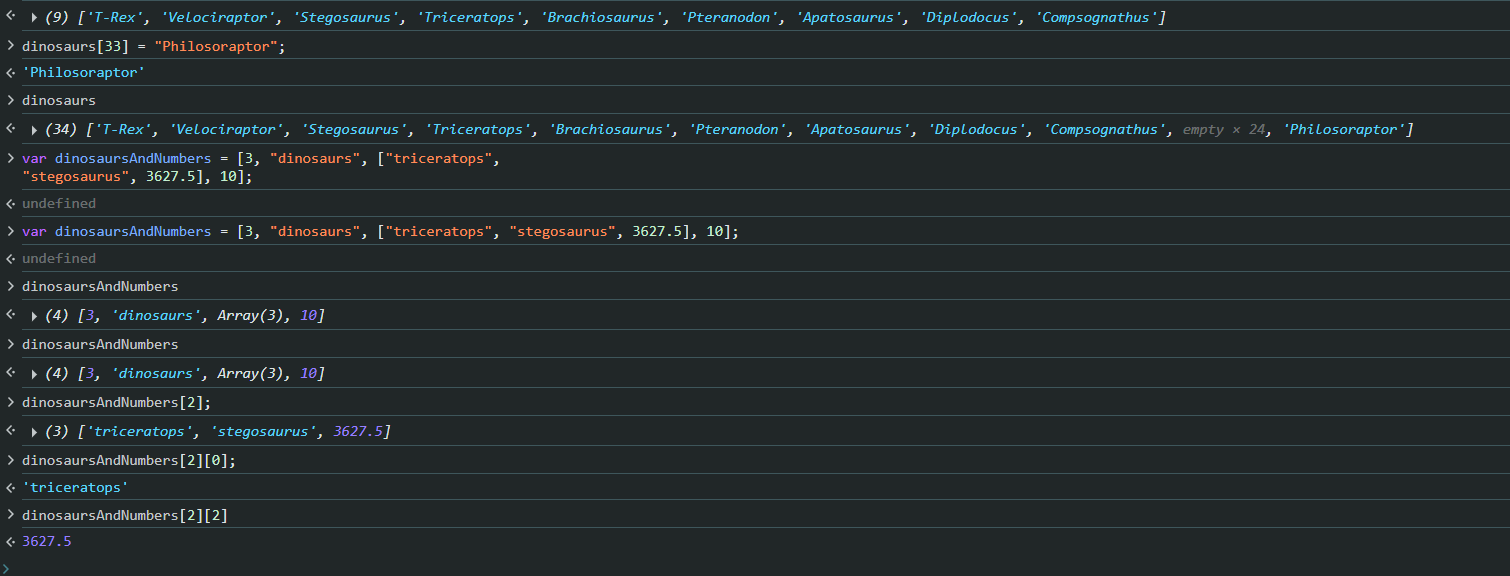 (9) ['T-Rex', 'Velociraptor', 'Stegosaurus', 'Triceratops', 'Brachiosaurus', 'Pteranodon', 'Apatosaurus', 'Diplodocus', 'Compsognathus']
dinosaurs[33] = "Philosoraptor";
'Philosoraptor'
dinosaurs
(34) ['T-Rex', 'Velociraptor', 'Stegosaurus', 'Triceratops', 'Brachiosaurus', 'Pteranodon', 'Apatosaurus', 'Diplodocus', 'Compsognathus', empty × 24, 'Philosoraptor']
var dinosaursAndNumbers = [3, "dinosaurs", ["triceratops",
"stegosaurus", 3627.5], 10];
undefined
var dinosaursAndNumbers = [3, "dinosaurs", ["triceratops", "stegosaurus", 3627.5], 10];
undefined
dinosaursAndNumbers
(4) [3, 'dinosaurs', Array(3), 10]
dinosaursAndNumbers
(4) [3, 'dinosaurs', Array(3), 10]
dinosaursAndNumbers[2];
(3) ['triceratops', 'stegosaurus', 3627.5]
dinosaursAndNumbers[2][0];
'triceratops'
dinosaursAndNumbers[2][2]
3627.5